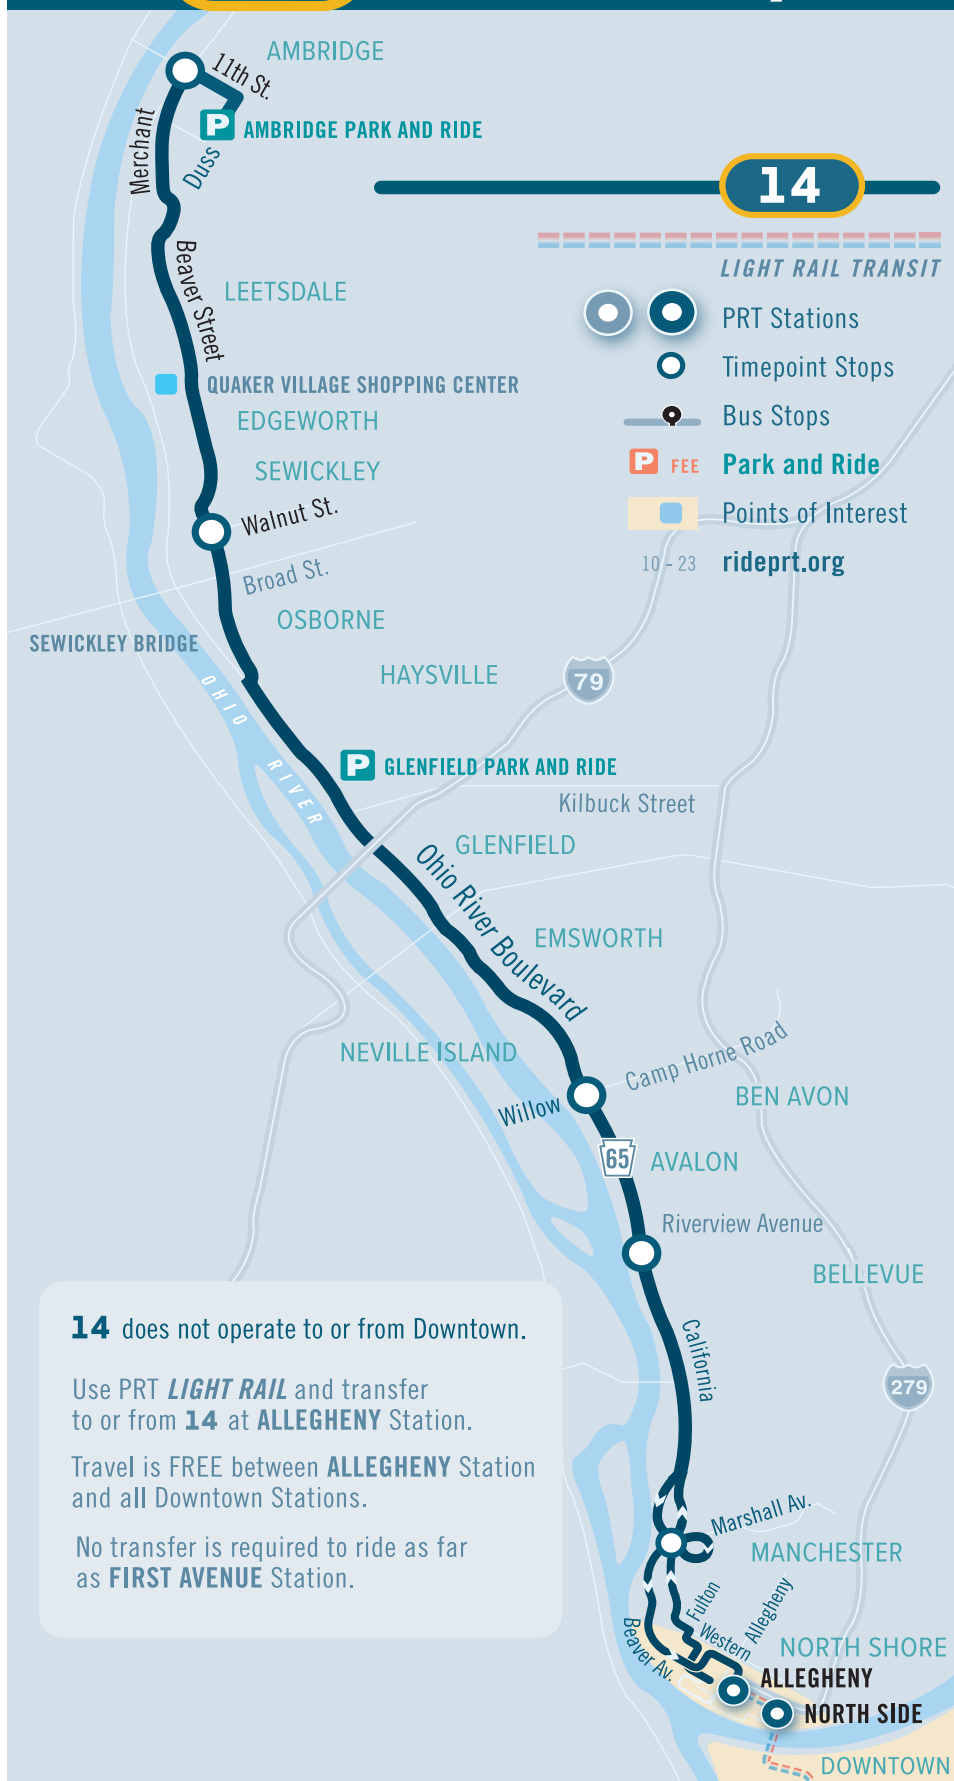 AMBRIDGE
11th St.
P AMBRIDGE PARK AND RIDE
Merchant
Duss
14
LIGHT RAIL TRANSIT
PRT Stations
Timepoint Stops
Bus Stops
P FEE Park and Ride
Points of Interest
10 - 23 rideprt.org
Beaver Street
LEETSDALE
QUAKER VILLAGE SHOPPING CENTER
EDGEWORTH
SEWICKLEY
Walnut St.
Broad St.
OSBORNE
SEWICKLEY BRIDGE
HAYSVILLE
79
OHIO RIVER
P GLENFIELD PARK AND RIDE
Kilbuck Street
GLENFIELD
Ohio River Boulevard
EMSWORTH
NEVILLE ISLAND
Camp Horne Road
BEN AVON
Willow
65
AVALON
Riverview Avenue
BELLEVUE
California
279
14 does not operate to or from Downtown.
Use PRT LIGHT RAIL and transfer
to or from 14 at ALLEGHENY Station.
Travel is FREE between ALLEGHENY Station
and all Downtown Stations.
No transfer is required to ride as far
as FIRST AVENUE Station.
Marshall Av.
MANCHESTER
Fulton
Western
Allegheny
Beaver Av.
NORTH SHORE
ALLEGHENY
NORTH SIDE
DOWNTOWN